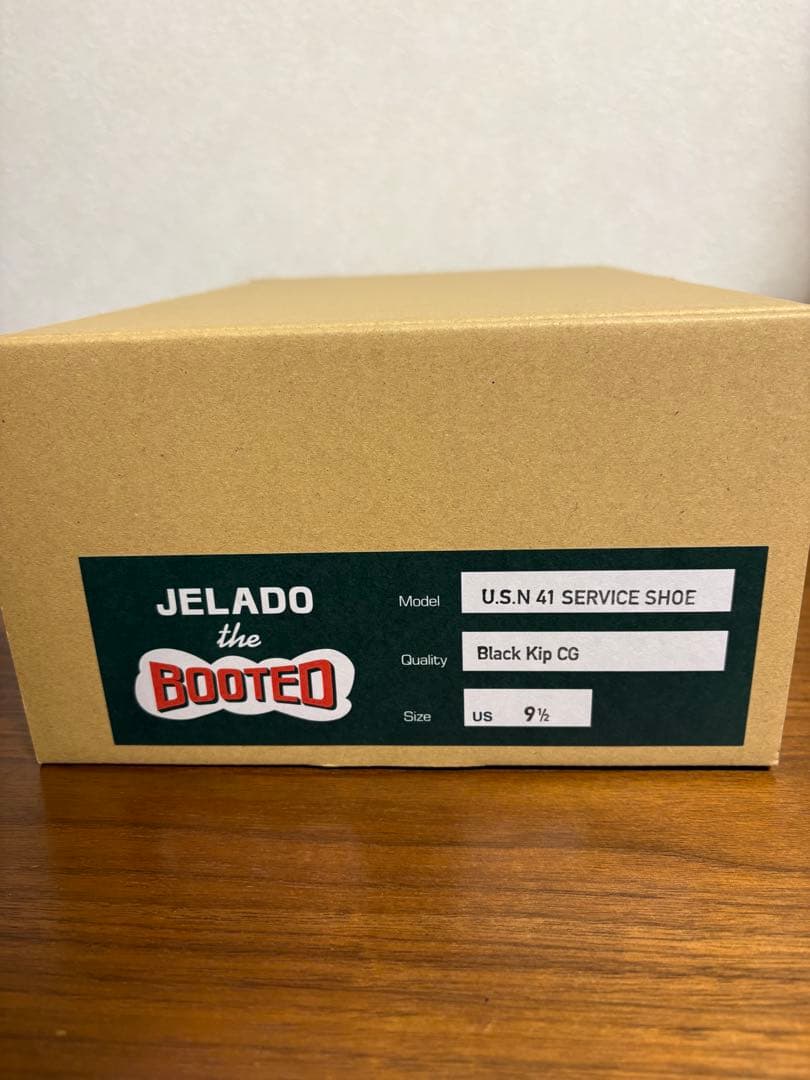 JELADO
the
BOOTED
Model U.S.N 41 SERVICE SHOE
Quality Black Kip CG
Size US 9½